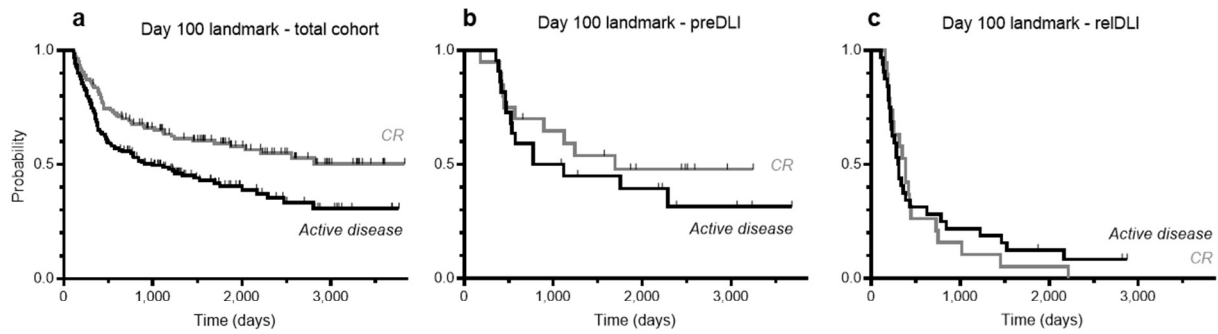 a
Day 100 landmark - total cohort
Probability
1.0
0.5
0.0
CR
Active disease
0
1,000
2,000
3,000
Time (days)
b
Day 100 landmark - preDLI
1.0
0.5
0.0
CR
Active disease
0
1,000
2,000
3,000
Time (days)
c
Day 100 landmark - relDLI
1.0
0.5
0.0
Active disease
CR
0
1,000
2,000
3,000
Time (days)